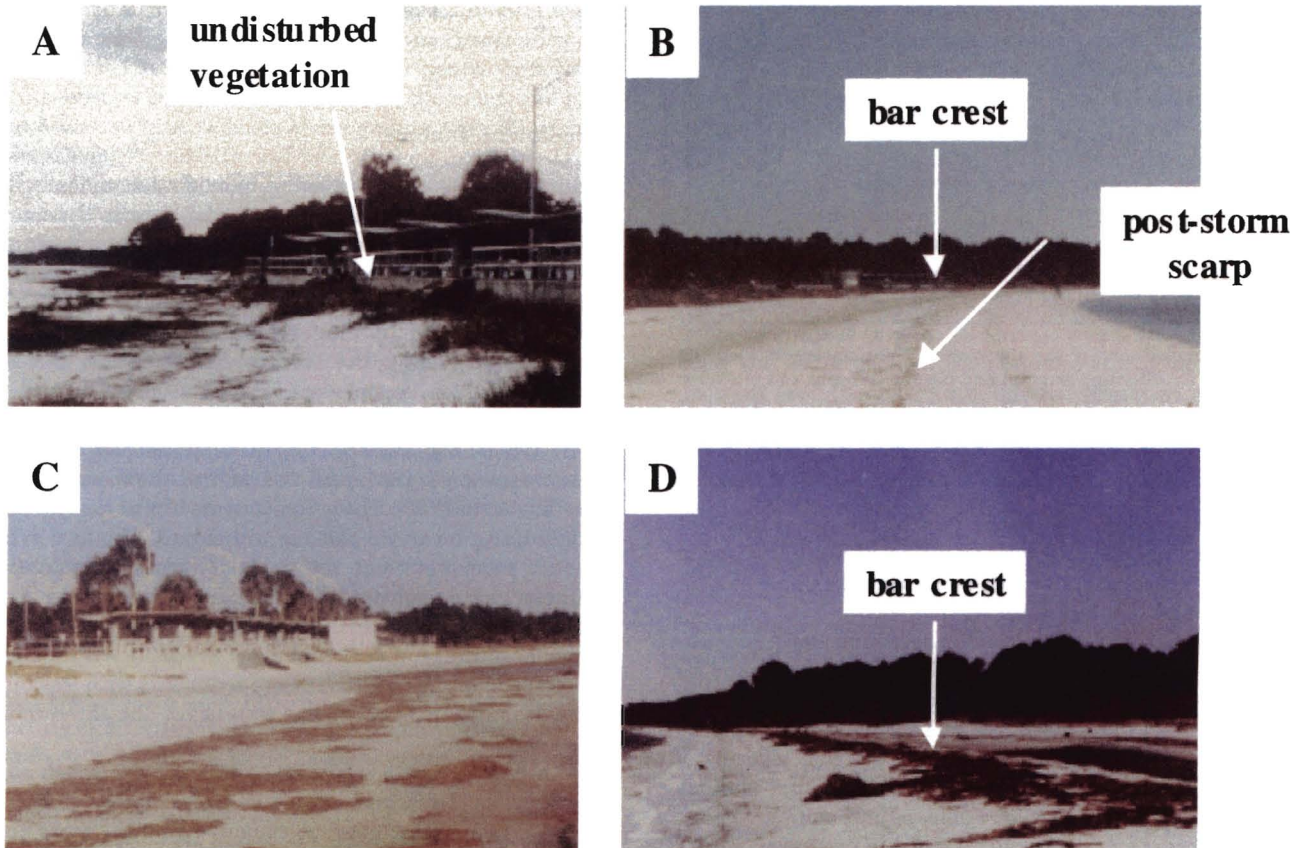 A
undisturbed
vegetation
B
bar crest
post-storm
scarp
C
D
bar crest